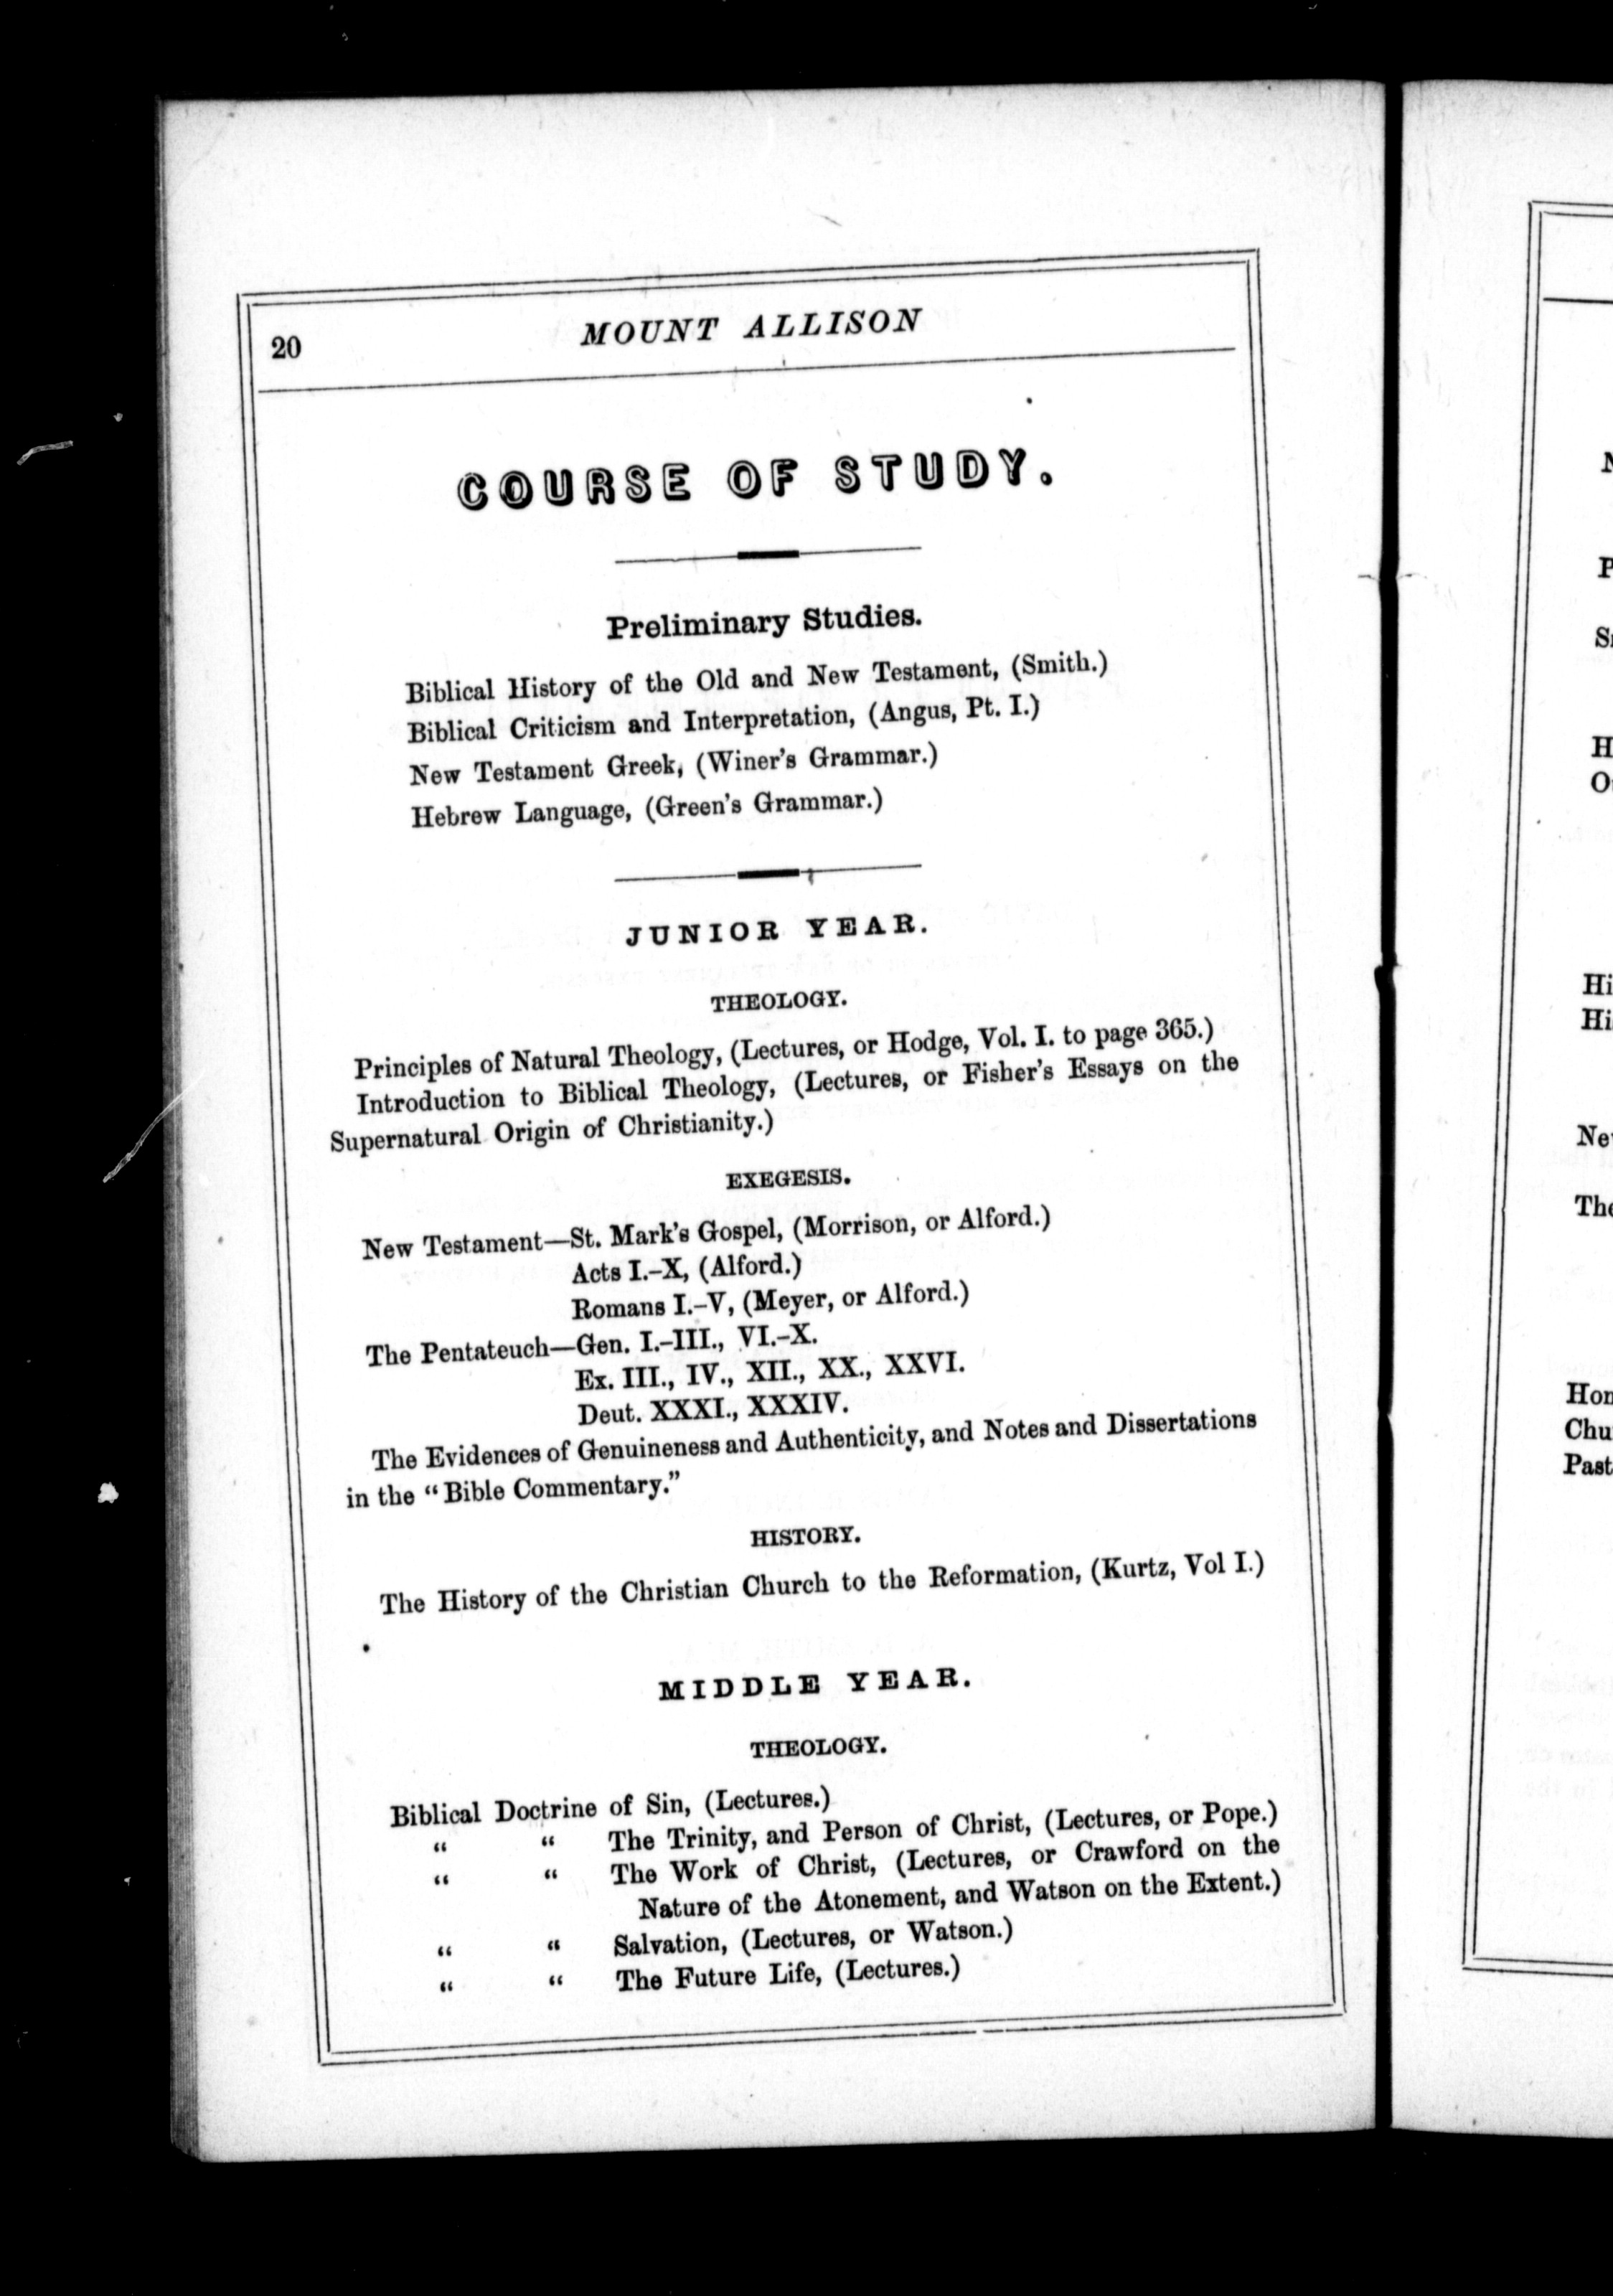 20
MOUNT ALLISON
COURSE OF STUDY.
Preliminary Studies.
Biblical History of the Old and New Testament, (Smith.)
Biblical Criticism and Interpretation, (Angus, Pt. I.)
New Testament Greek, (Winer's Grammar.)
Hebrew Language, (Green's Grammar.)
JUNIOR YEAR.
THEOLOGY.
Principles of Natural Theology, (Lectures, or Hodge, Vol. I. to page 365.)
Introduction to Biblical Theology, (Lectures, or Fisher's Essays on the
Supernatural Origin of Christianity.)
EXEGESIS.
New Testament—St. Mark's Gospel, (Morrison, or Alford.)
Acts I.-X, (Alford.)
Romans I.-V, (Meyer, or Alford.)
The Pentateuch—Gen. I.-III., VI.-X.
Ex. III., IV., XII., XX., XXVI.
Deut. XXXI., XXXIV.
The Evidences of Genuineness and Authenticity, and Notes and Dissertations
in the “Bible Commentary.”
HISTORY.
The History of the Christian Church to the Reformation, (Kurtz, Vol I.)
MIDDLE YEAR.
THEOLOGY.
Biblical Doctrine of Sin, (Lectures.)
“ “ The Trinity, and Person of Christ, (Lectures, or Pope.)
“ “ The Work of Christ, (Lectures, or Crawford on the
Nature of the Atonement, and Watson on the Extent.)
“ “ Salvation, (Lectures, or Watson.)
“ “ The Future Life, (Lectures.)